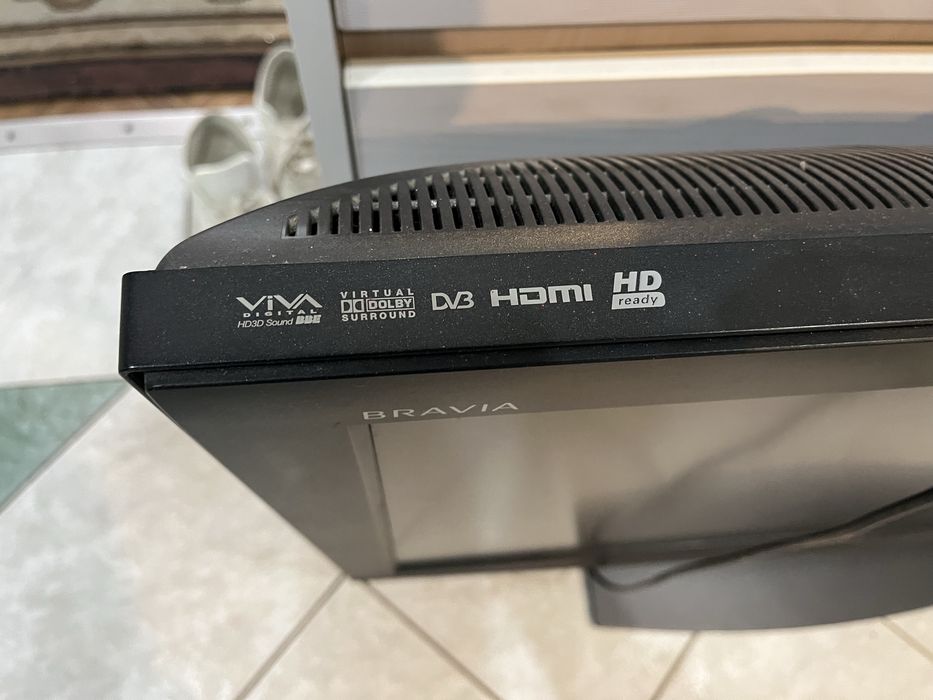 ViVA
DIGITAL
HD3D Sound BBE
VIRTUAL
DOLBY
SURROUND
DVB
HDMI
HD
ready
BRAVIA